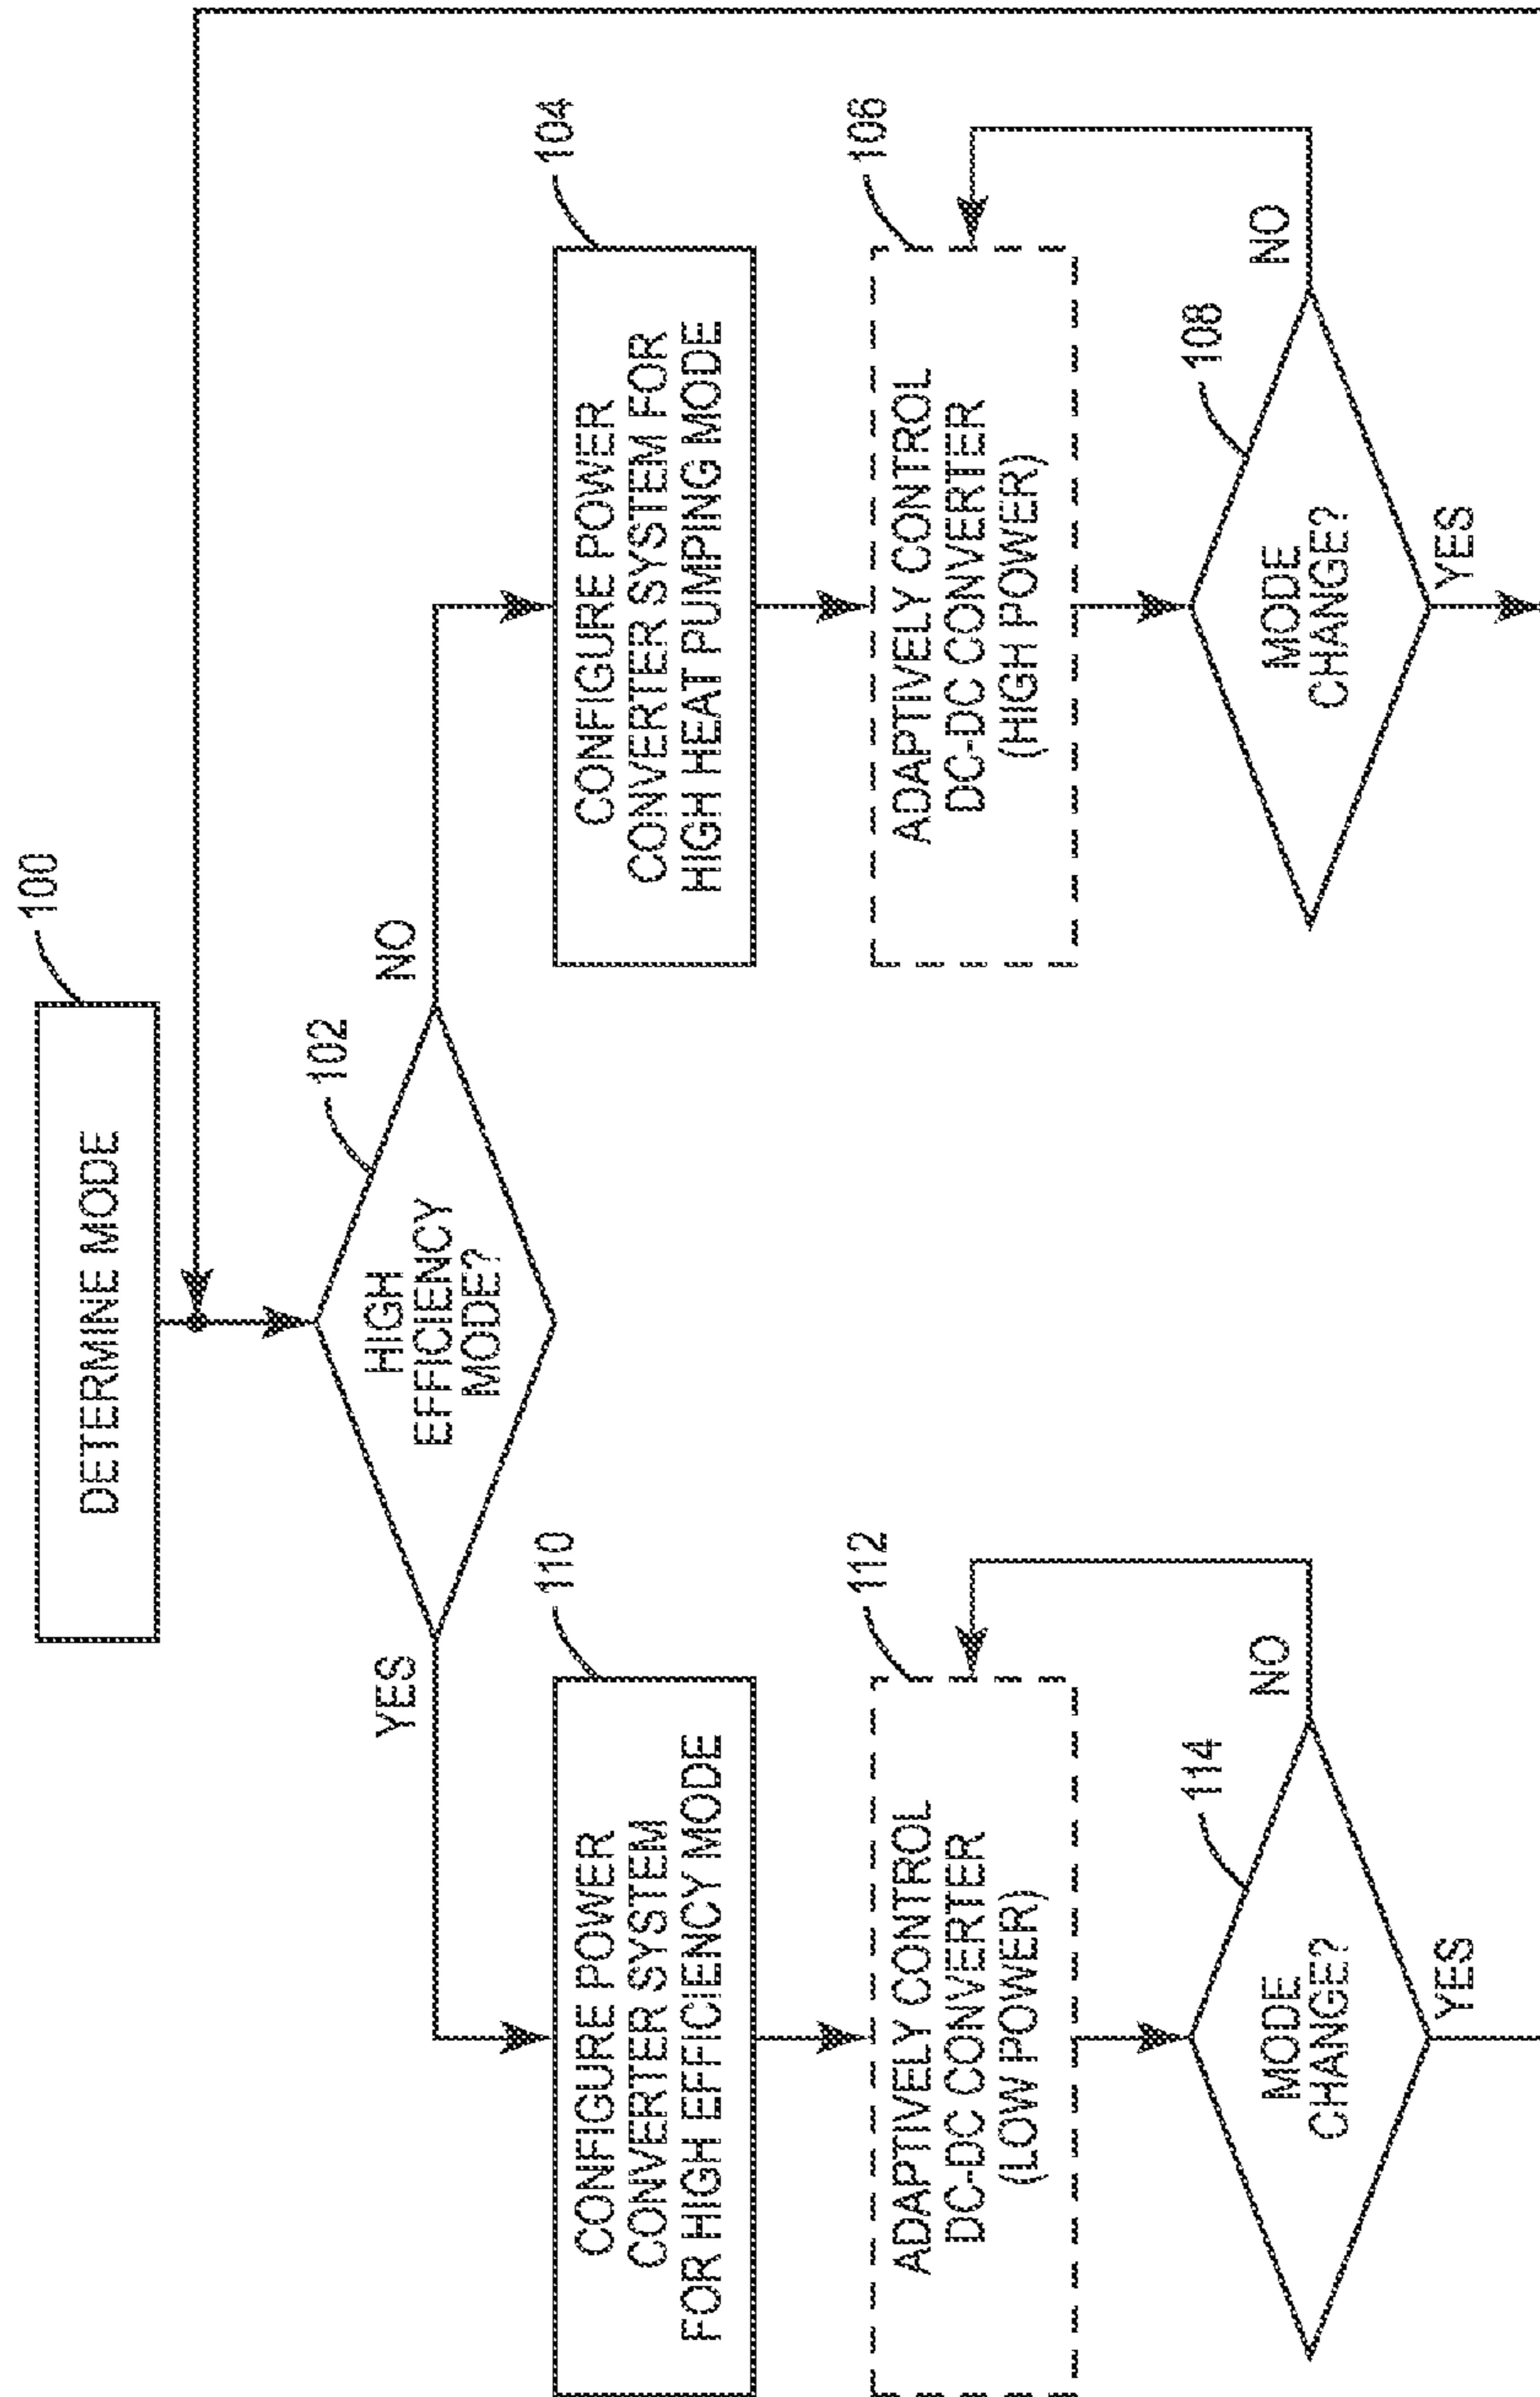 100
DETERMINE MODE
102
HIGH
EFFICIENCY
MODE?
YES
NO
110
CONFIGURE POWER
CONVERTER SYSTEM
FOR HIGH EFFICIENCY MODE
104
CONFIGURE POWER
CONVERTER SYSTEM FOR
HIGH HEAT PUMPING MODE
112
ADAPTIVELY CONTROL
DC-DC CONVERTER
(LOW POWER)
106
ADAPTIVELY CONTROL
DC-DC CONVERTER
(HIGH POWER)
114
MODE
CHANGE?
NO
YES
108
MODE
CHANGE?
NO
YES